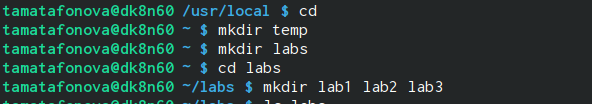 tamatafonova@dk8n60 /usr/local $ cd
tamatafonova@dk8n60 ~ $ mkdir temp
tamatafonova@dk8n60 ~ $ mkdir labs
tamatafonova@dk8n60 ~ $ cd labs
tamatafonova@dk8n60 ~/labs $ mkdir lab1 lab2 lab3